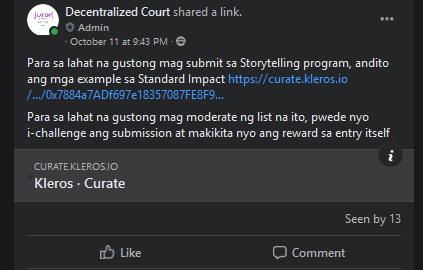 juror!
Decentralized Court shared a link.
Admin
· October 11 at 9:43 PM ·
Para sa lahat na gustong mag submit sa Storytelling program, andito
ang mga example sa Standard Impact https://curate.kleros.io
/.../0x7884a7ADf697e18357087FE8F9...
Para sa lahat na gustong mag moderate ng list na ito, pwede nyo
i-challenge ang submission at makikita nyo ang reward sa entry itself
CURATE.KLEROS.IO
Kleros · Curate
Seen by 13
Like
Comment